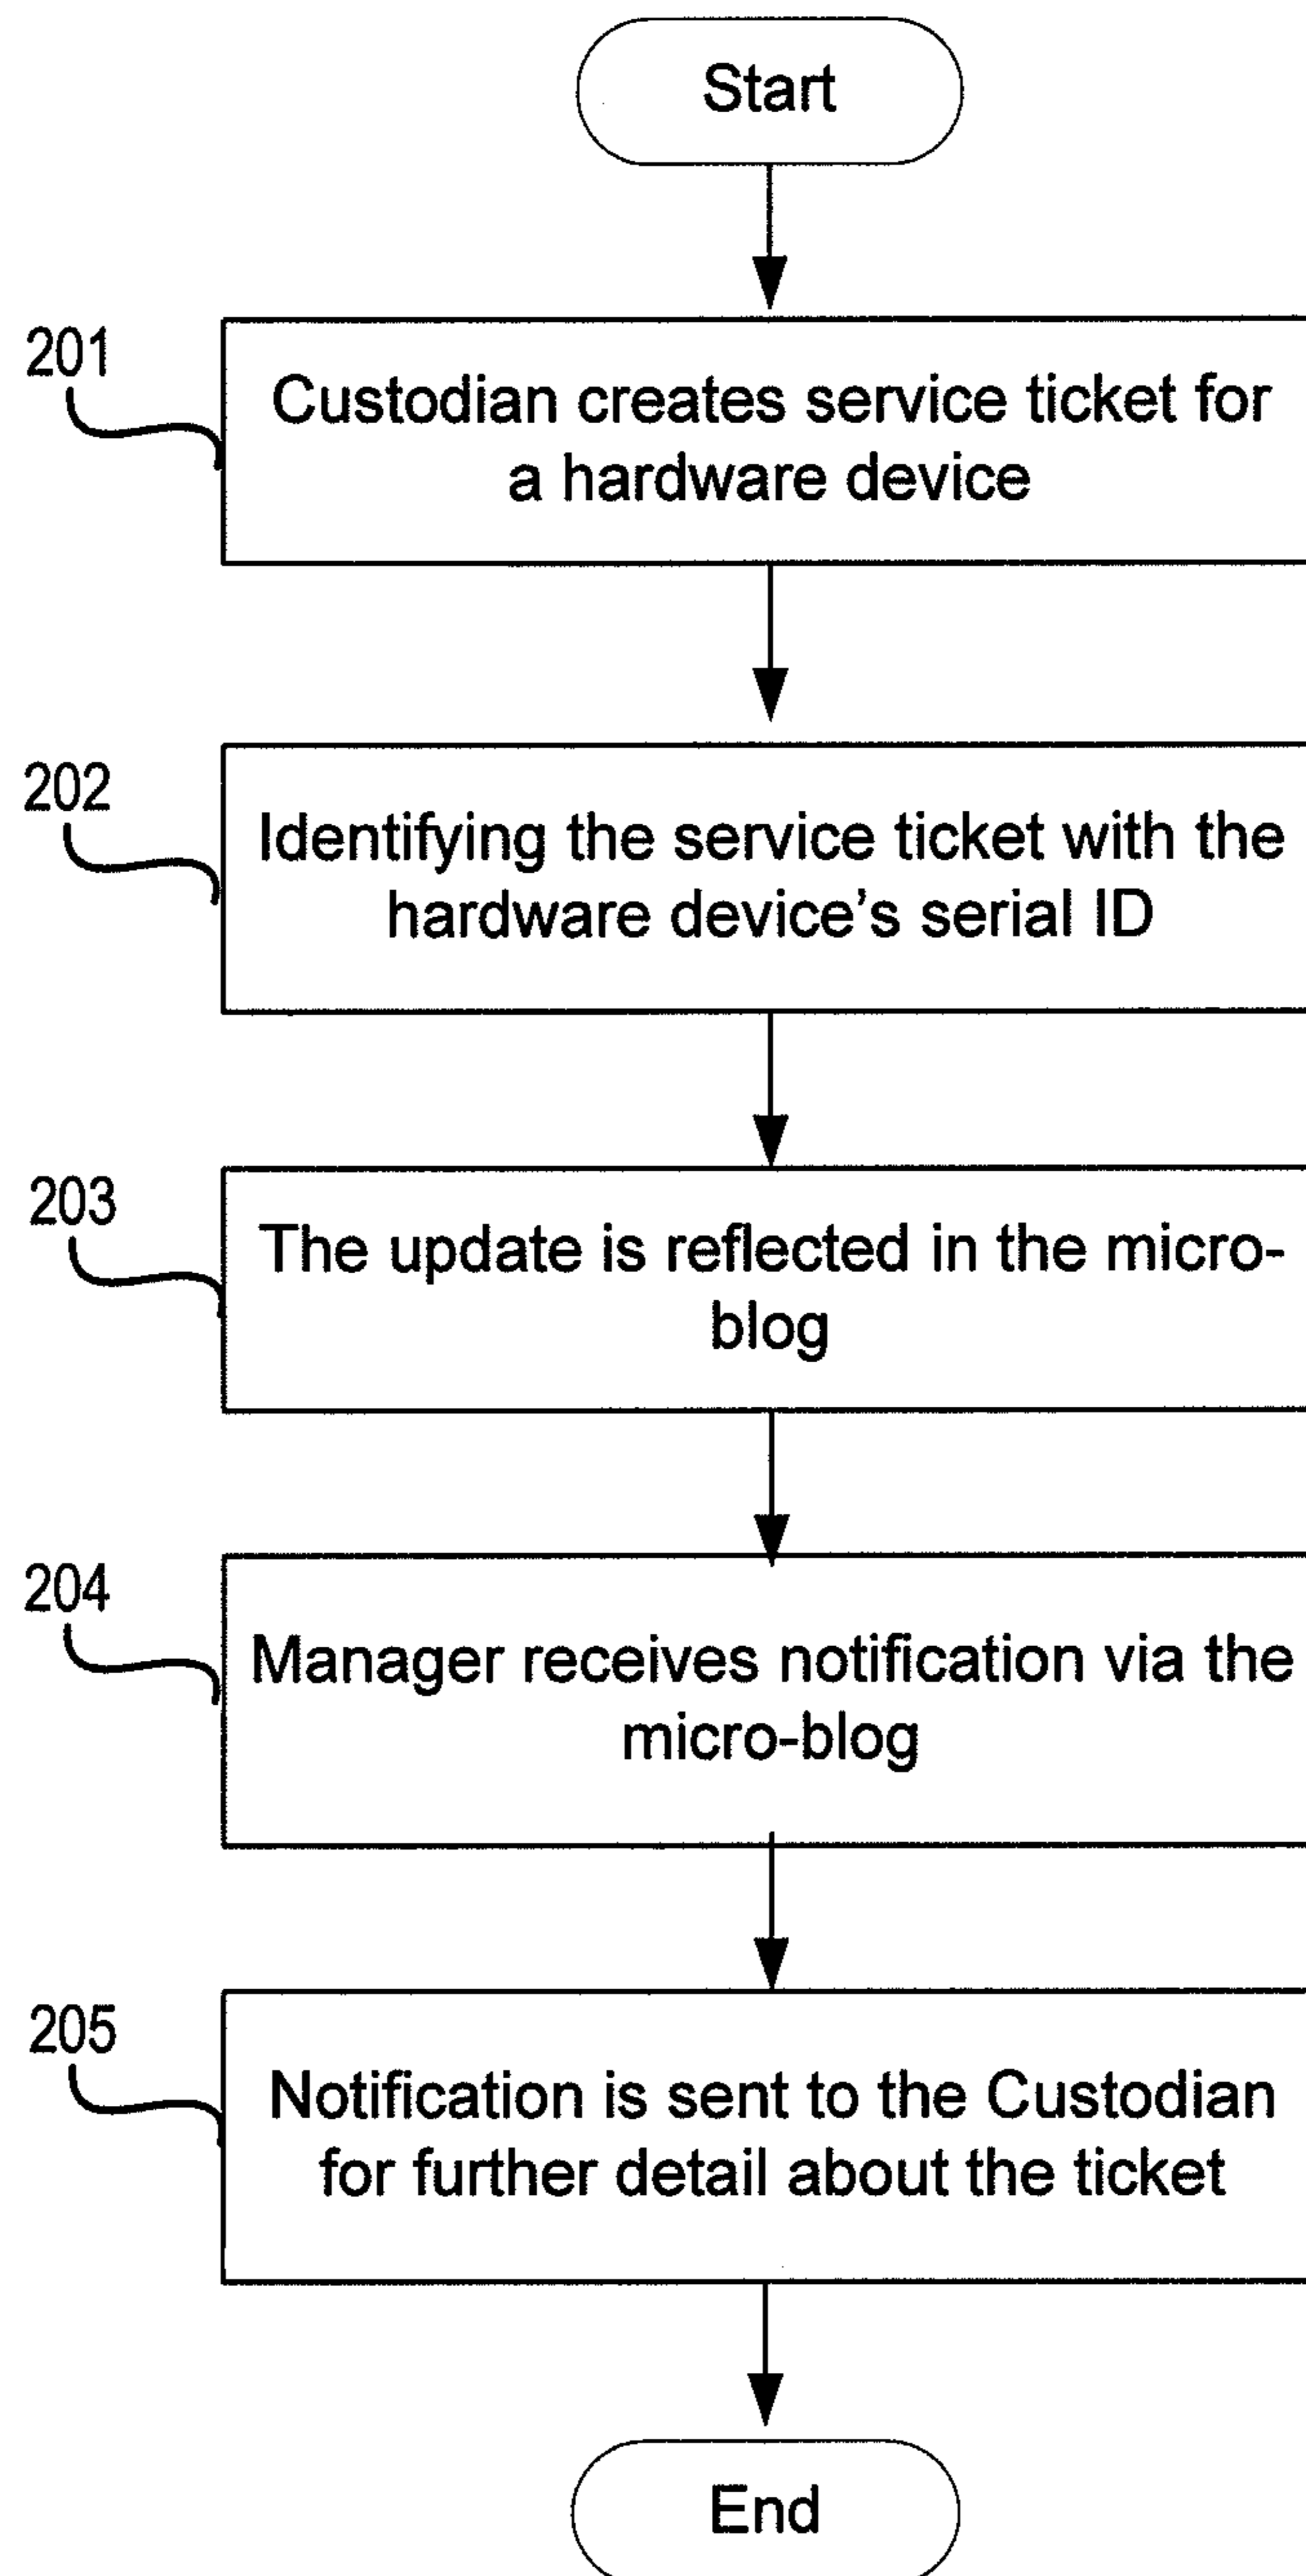 Start
201
Custodian creates service ticket for
a hardware device
202
Identifying the service ticket with the
hardware device’s serial ID
203
The update is reflected in the micro-
blog
204
Manager receives notification via the
micro-blog
205
Notification is sent to the Custodian
for further detail about the ticket
End